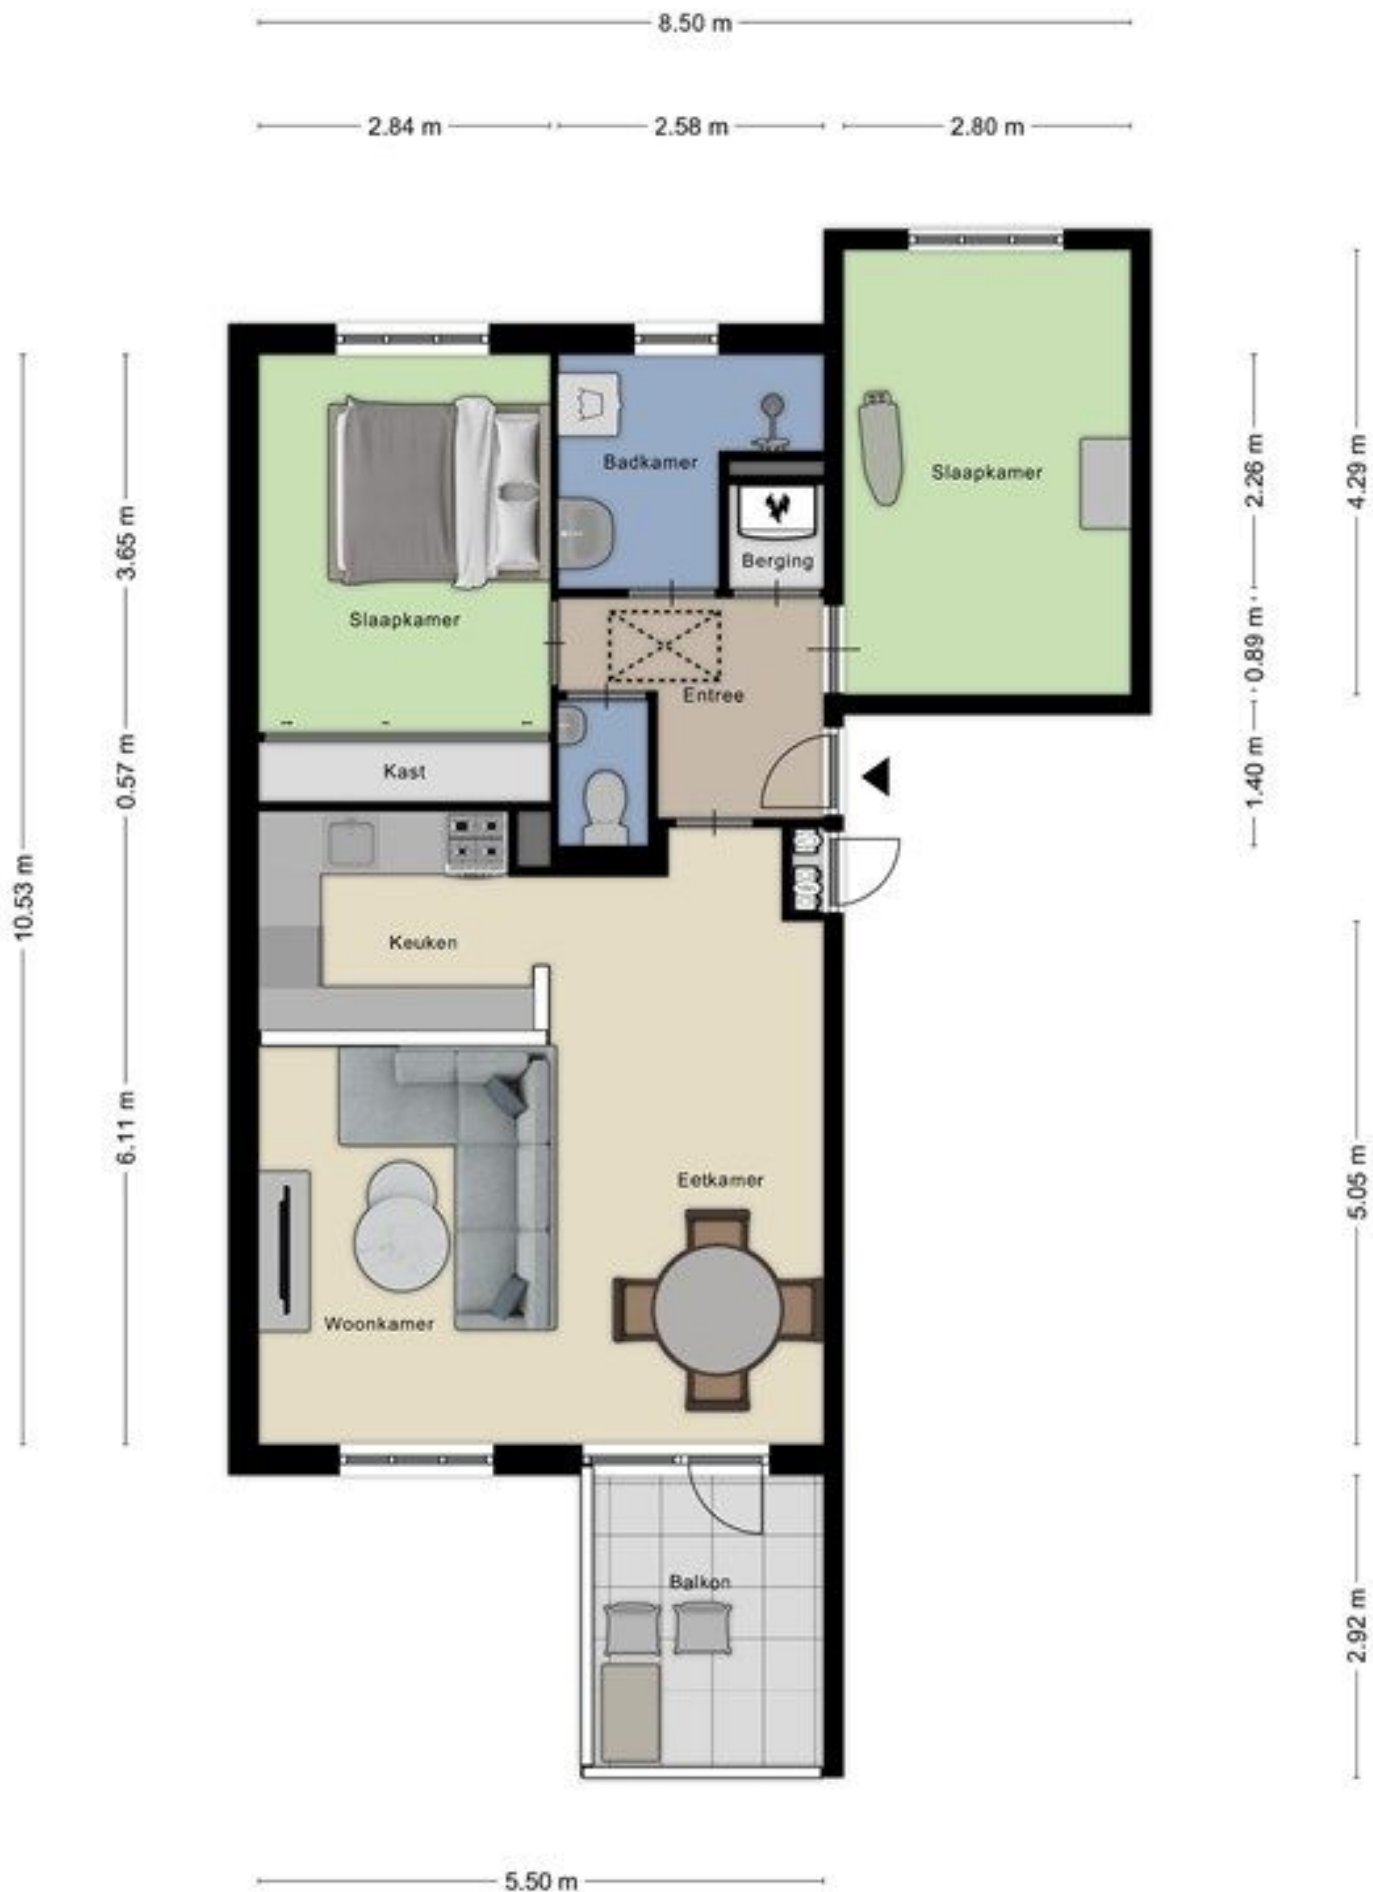 8.50 m
2.84 m
2.58 m
2.80 m
Badkamer
Slaapkamer
2.26 m
4.29 m
3.65 m
Berging
Slaapkamer
0.89 m
Entree
Kast
0.57 m
1.40 m
10.53 m
Keuken
6.11 m
Eetkamer
5.05 m
Woonkamer
Balkon
2.92 m
5.50 m